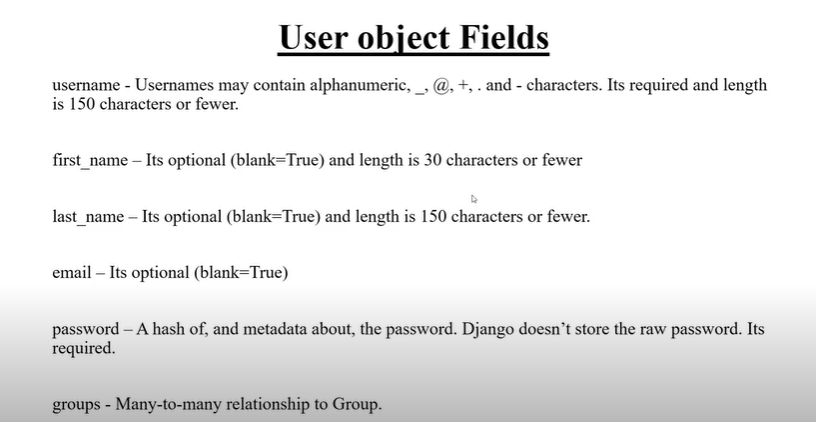 User object Fields
username - Usernames may contain alphanumeric, _, @, +, . and - characters. Its required and length
is 150 characters or fewer.
first_name – Its optional (blank=True) and length is 30 characters or fewer
last_name – Its optional (blank=True) and length is 150 characters or fewer.
email – Its optional (blank=True)
password – A hash of, and metadata about, the password. Django doesn’t store the raw password. Its
required.
groups - Many-to-many relationship to Group.